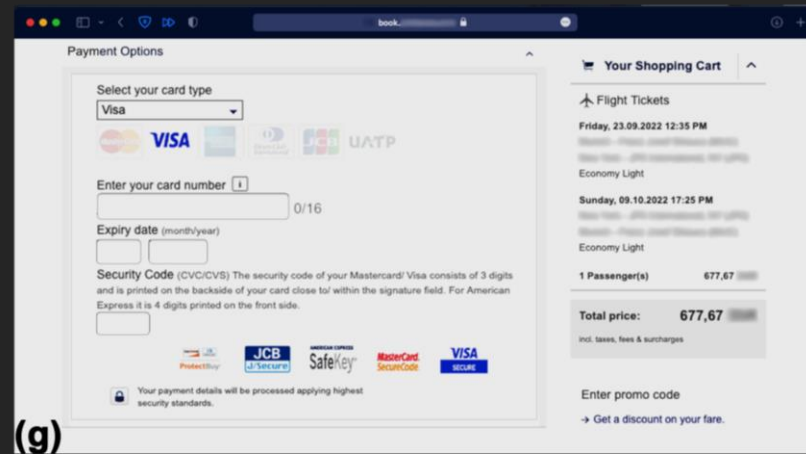 book.
Payment Options
Select your card type
Visa
VISA
UATP
JCB
Enter your card number i
0/16
Expiry date (month/year)
Security Code (CVC/CVS) The security code of your Mastercard/ Visa consists of 3 digits
and is printed on the backside of your card close to/ within the signature field. For American
Express it is 4 digits printed on the front side.
ProtectBuy
JCB
J/Secure
AMERICAN EXPRESS
SafeKey
MasterCard.
SecureCode
VISA
SECURE
Your payment details will be processed applying highest
security standards.
Your Shopping Cart
Flight Tickets
Friday, 23.09.2022 12:35 PM
Economy Light
Sunday, 09.10.2022 17:25 PM
Economy Light
1 Passenger(s) 677,67
Total price: 677,67
incl. taxes, fees & surcharges
Enter promo code
→ Get a discount on your fare.
(g)